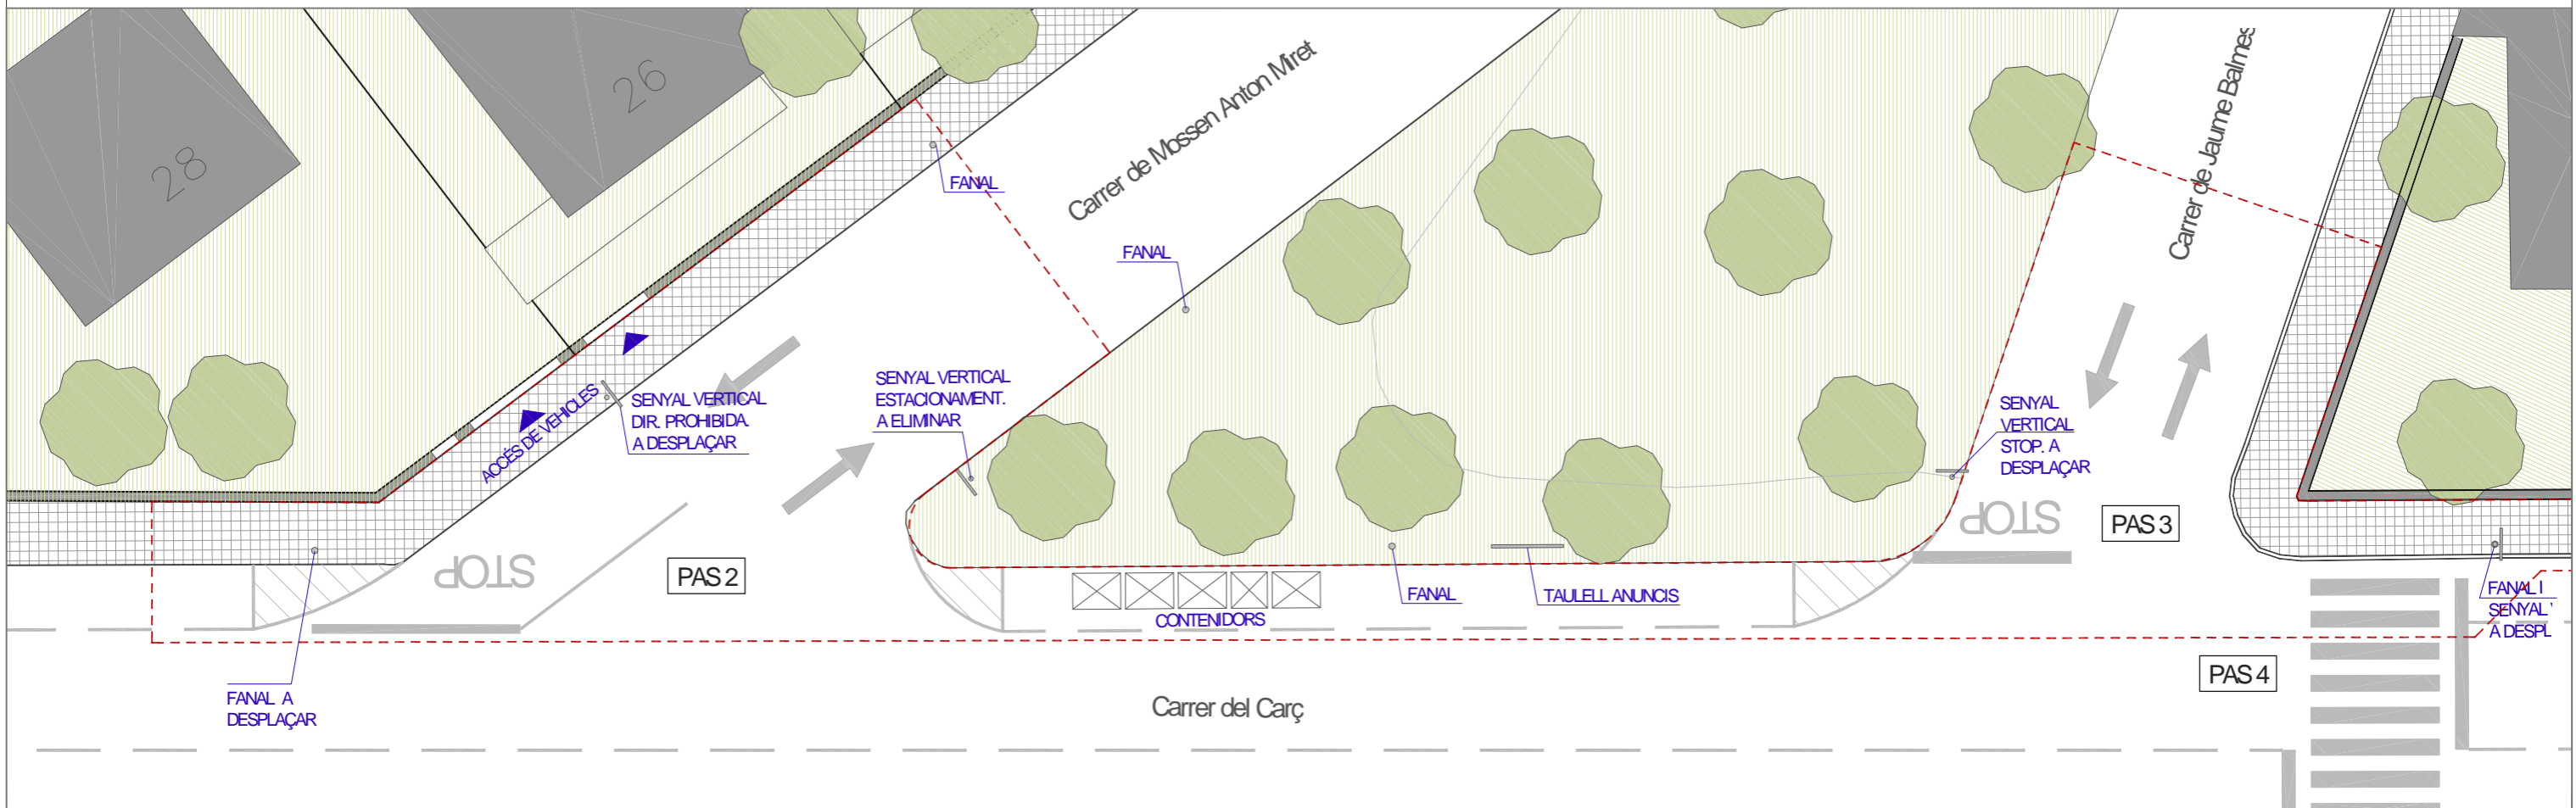 28
26
Carrer de Mossen Anton Miret
Carrer de Jaume Balmes
FANAL
FANAL
ACCÉS DE VEHICLES
SENYAL VERTICAL
DIR. PROHIBIDA.
A DESPLAÇAR
SENYAL VERTICAL
ESTACIONAMENT.
A ELIMINAR
SENYAL
VERTICAL
STOP. A
DESPLAÇAR
STOP
PAS 2
STOP
PAS 3
CONTENIDORS
FANAL
TAULELL ANUNCIS
FANAL I
SENYAL
A DESPL
PAS 4
FANAL A
DESPLAÇAR
Carrer del Carç